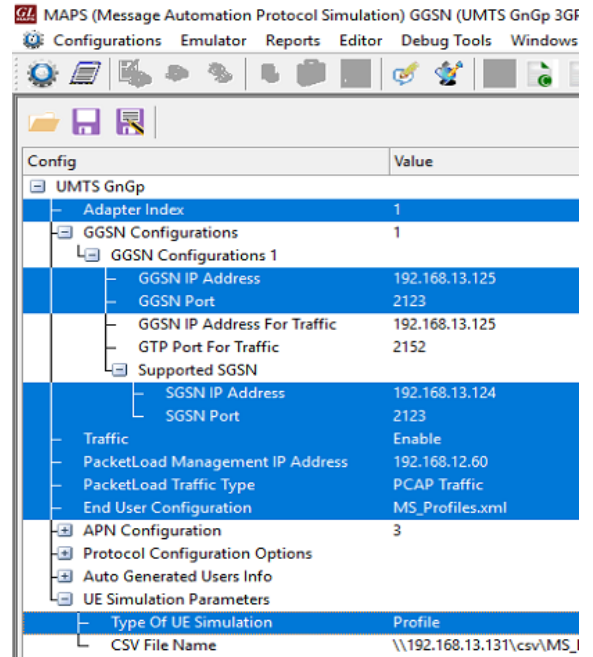 GL MAPS (Message Automation Protocol Simulation) GGSN (UMTS GnGp 3GF
Configurations Emulator Reports Editor Debug Tools Windows
Config Value
UMTS GnGp
Adapter Index 1
GGSN Configurations 1
GGSN Configurations 1
GGSN IP Address 192.168.13.125
GGSN Port 2123
GGSN IP Address For Traffic 192.168.13.125
GTP Port For Traffic 2152
Supported SGSN
SGSN IP Address 192.168.13.124
SGSN Port 2123
Traffic Enable
PacketLoad Management IP Address 192.168.12.60
PacketLoad Traffic Type PCAP Traffic
End User Configuration MS_Profiles.xml
APN Configuration 3
Protocol Configuration Options
Auto Generated Users Info
UE Simulation Parameters
Type Of UE Simulation Profile
CSV File Name \\192.168.13.131\csv\MS_